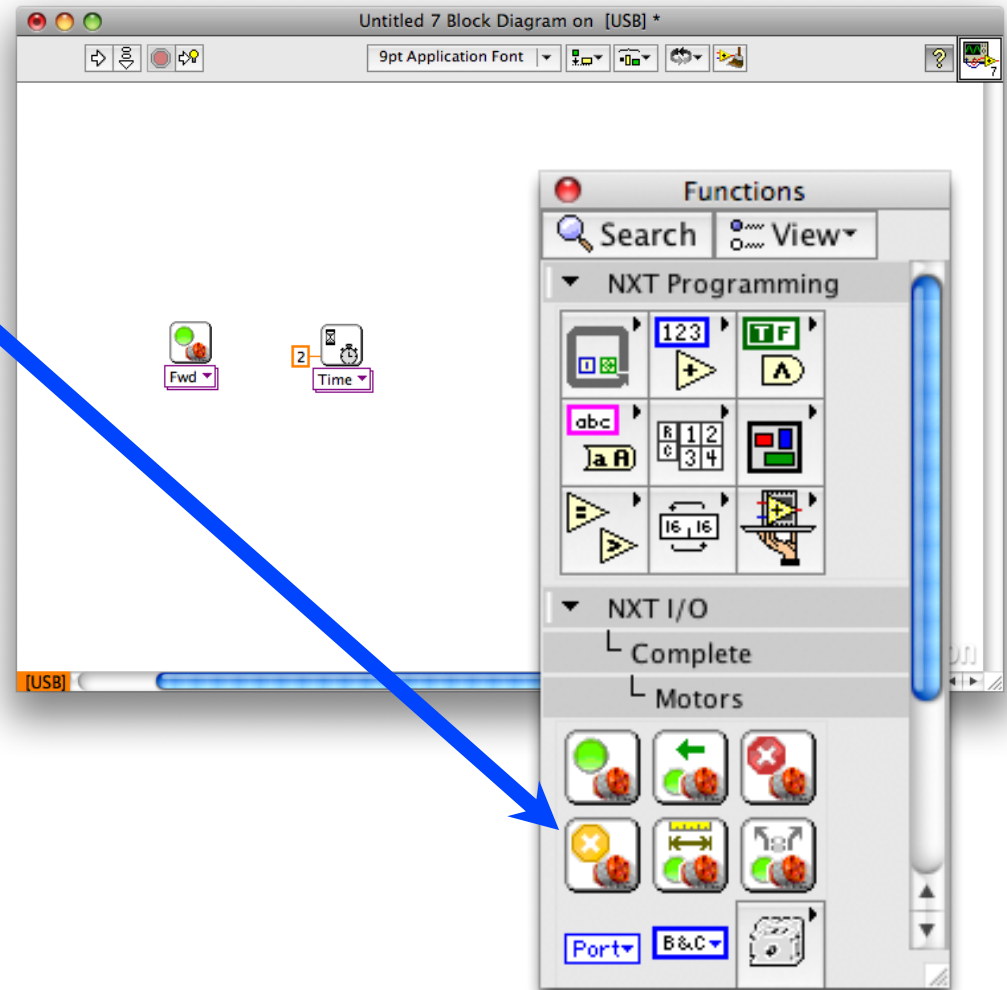 Untitled 7 Block Diagram on [USB] *
9pt Application Font
?
7
Functions
Search
View
NXT Programming
123
T F
abc
a A
R 1 2
C 3 4
16 16
Fwd
2
Time
NXT I/O
Complete
Motors
[USB]
Port
B&C